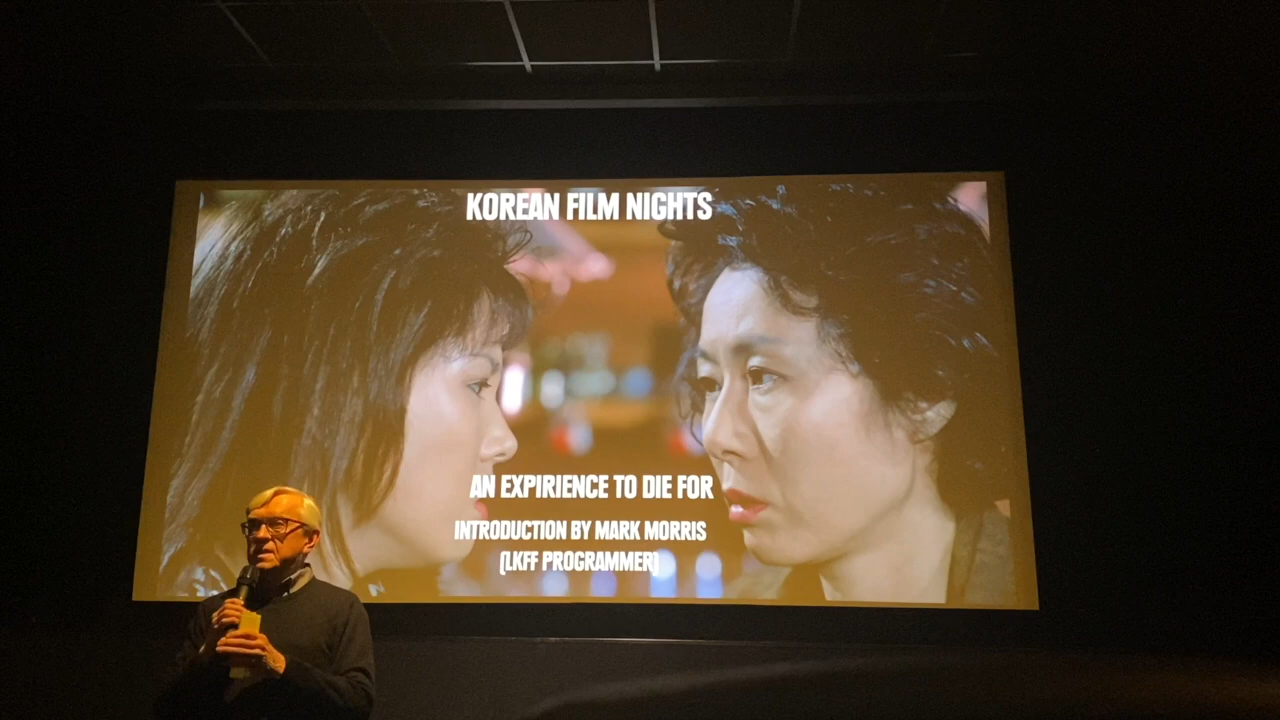 KOREAN FILM NIGHTS
AN EXPIRIENCE TO DIE FOR
INTRODUCTION BY MARK MORRIS
(LKFF PROGRAMMER)